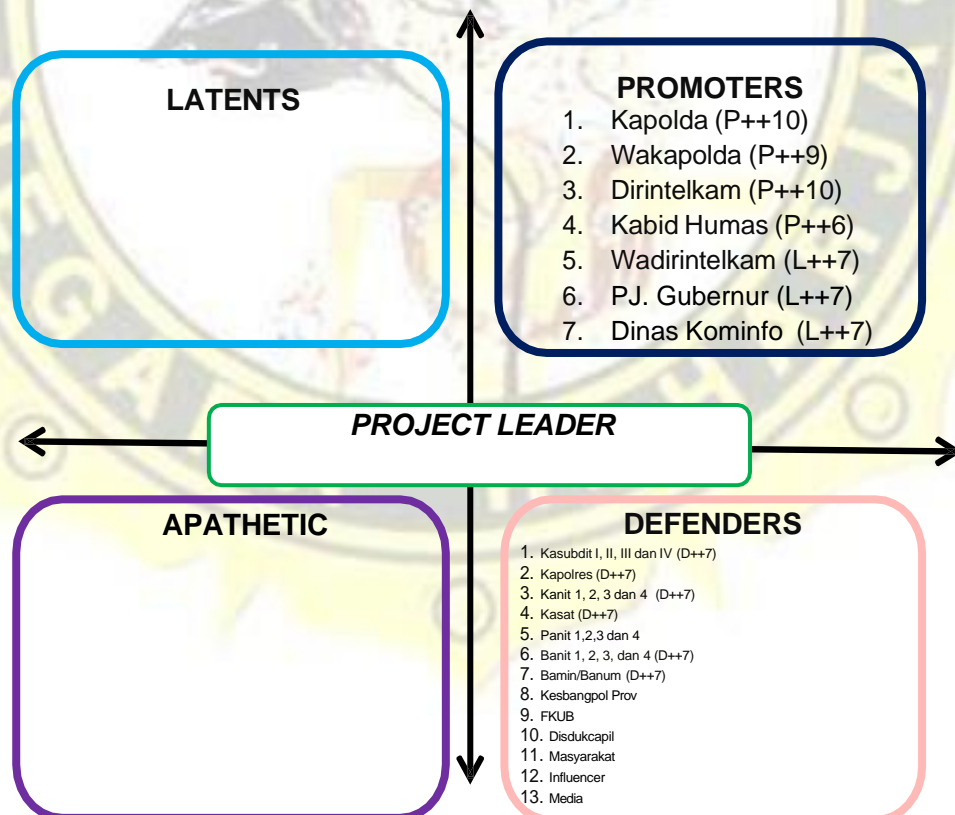 LATENTS
PROMOTERS
1. Kapolda (P++10)
2. Wakapolda (P++9)
3. Dirintelkam (P++10)
4. Kabid Humas (P++6)
5. Wadirintelkam (L++7)
6. PJ. Gubernur (L++7)
7. Dinas Kominfo (L++7)
PROJECT LEADER
APATHETIC
DEFENDERS
1. Kasubdit I, II, III dan IV (D++7)
2. Kapolres (D++7)
3. Kanit 1, 2, 3 dan 4 (D++7)
4. Kasat (D++7)
5. Panit 1,2,3 dan 4
6. Banit 1, 2, 3, dan 4 (D++7)
7. Bamin/Banum (D++7)
8. Kesbangpol Prov
9. FKUB
10. Disdukcapil
11. Masyarakat
12. Influencer
13. Media